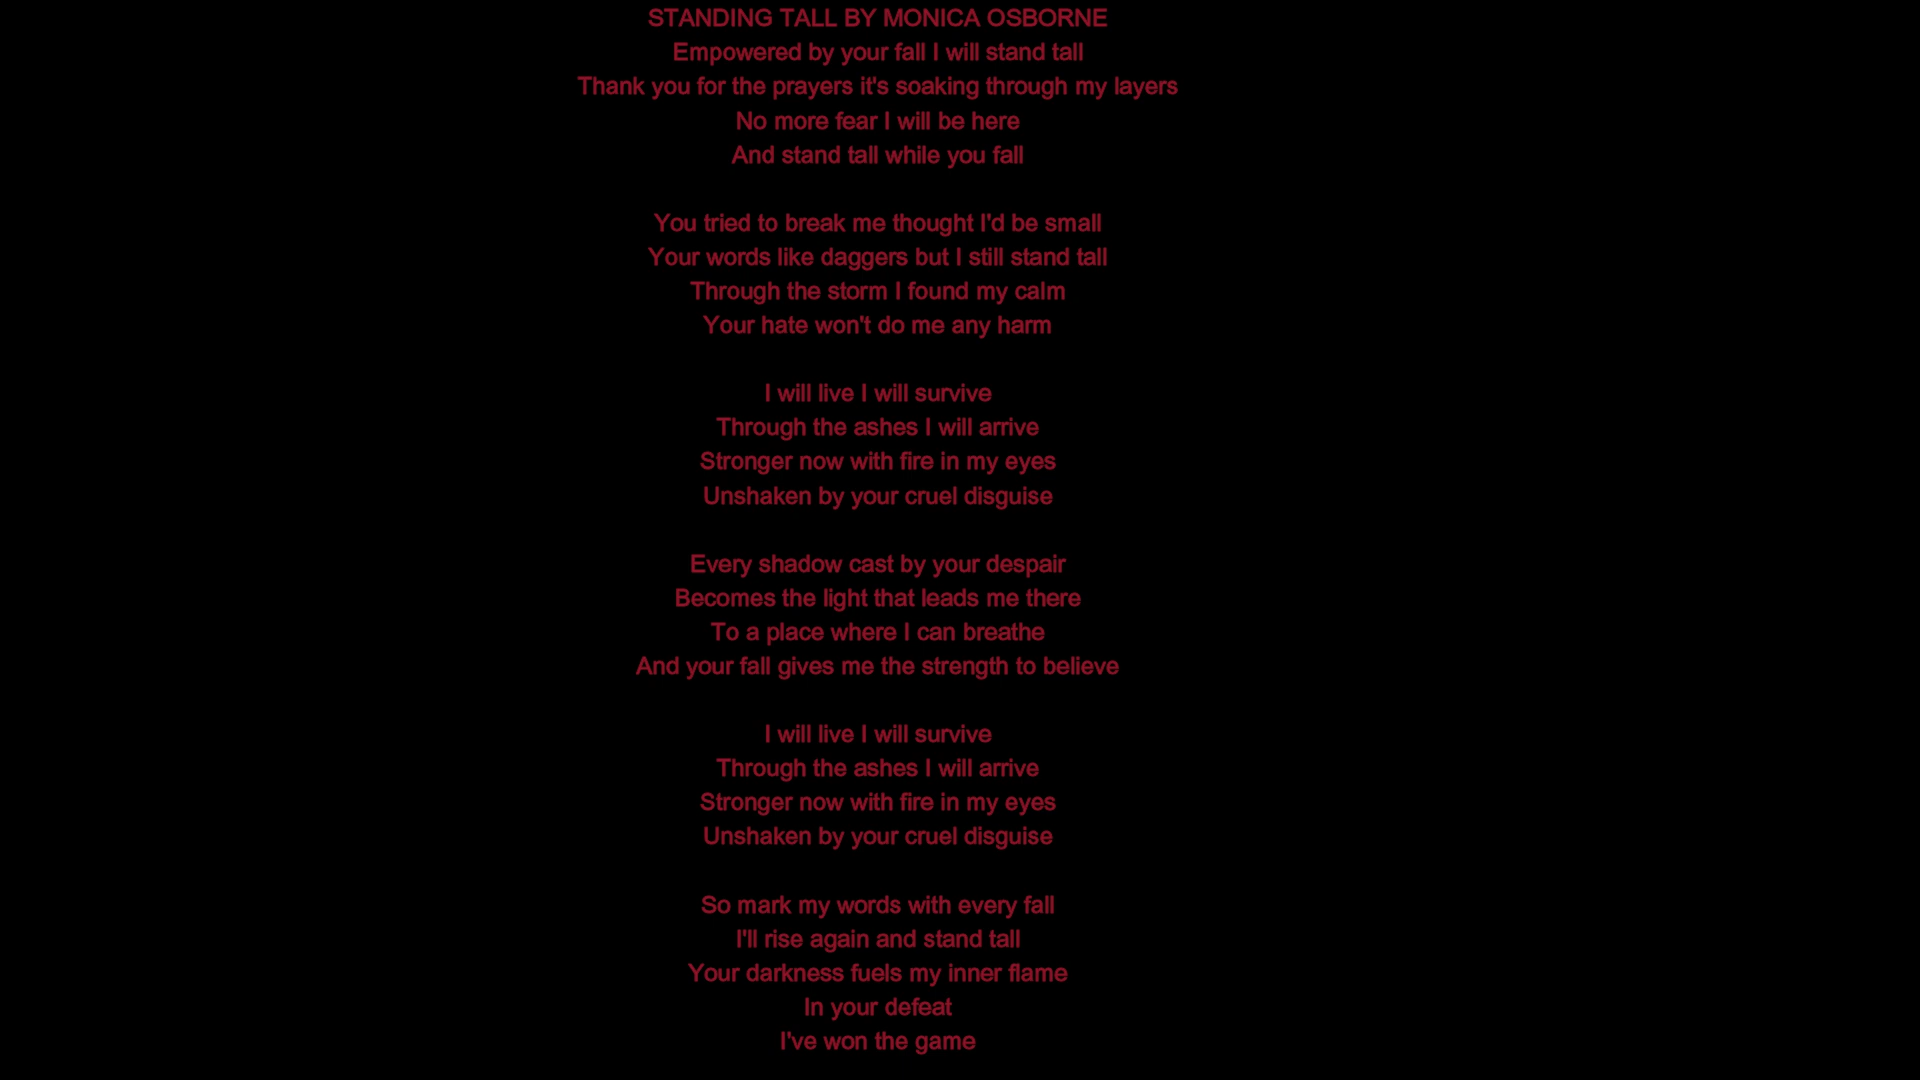 STANDING TALL BY MONICA OSBORNE
Empowered by your fall I will stand tall
Thank you for the prayers it's soaking through my layers
No more fear I will be here
And stand tall while you fall
You tried to break me thought I'd be small
Your words like daggers but I still stand tall
Through the storm I found my calm
Your hate won't do me any harm
I will live I will survive
Through the ashes I will arrive
Stronger now with fire in my eyes
Unshaken by your cruel disguise
Every shadow cast by your despair
Becomes the light that leads me there
To a place where I can breathe
And your fall gives me the strength to believe
I will live I will survive
Through the ashes I will arrive
Stronger now with fire in my eyes
Unshaken by your cruel disguise
So mark my words with every fall
I'll rise again and stand tall
Your darkness fuels my inner flame
In your defeat
I've won the game